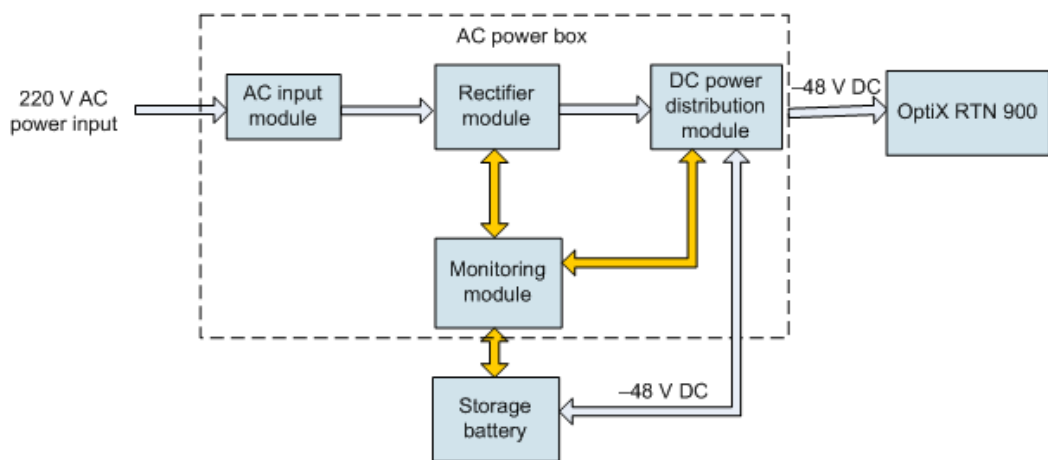 AC power box
220 V AC
power input
AC input
module
Rectifier
module
DC power
distribution
module
–48 V DC
OptiX RTN 900
Monitoring
module
Storage
battery
–48 V DC